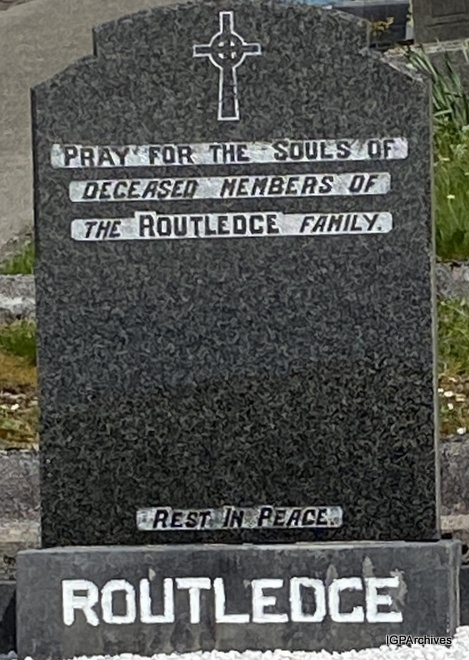 PRAY FOR THE SOULS OF
DECEASED MEMBERS OF
THE ROUTLEDGE FAMILY.
REST IN PEACE.
ROUTLEDGE
IGPArchives